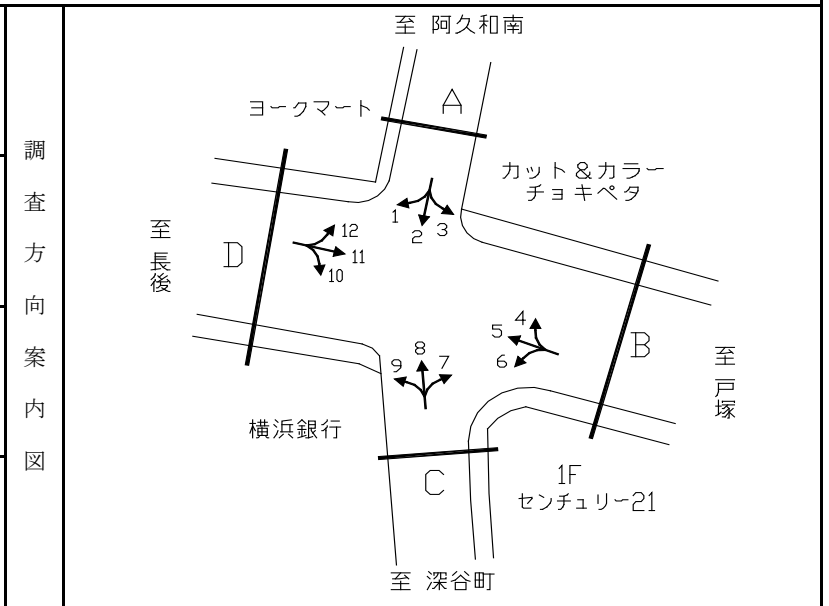 調査方向案内図
至 阿久和南
ヨークマート
A
カット＆カラー
チョキペタ
1
2
3
12
11
10
D
至 長後
4
5
6
B
至 戸塚
9
8
7
横浜銀行
C
1F
センチュリー21
至 深谷町